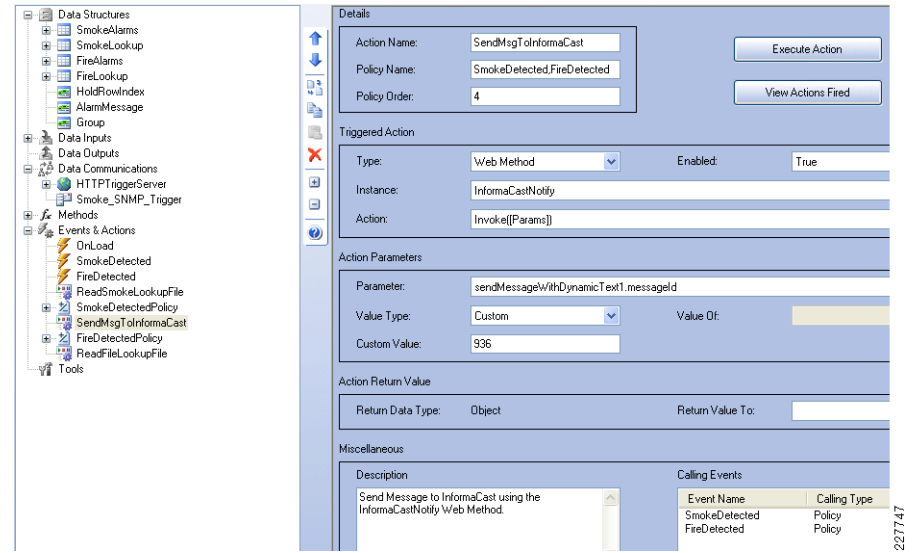 Data Structures
SmokeAlarms
SmokeLookup
FireAlarms
FireLookup
HoldRowIndex
AlarmMessage
Group
Data Inputs
Data Outputs
Data Communications
HTTPTriggerServer
Smoke_SNMP_Trigger
Methods
Events & Actions
OnLoad
SmokeDetected
FireDetected
ReadSmokeLookupFile
SmokeDetectedPolicy
SendMsgToInformaCast
FireDetectedPolicy
ReadFileLookupFile
Tools
Details
Action Name: SendMsgToInformaCast
Execute Action
Policy Name: SmokeDetected,FireDetected
Policy Order: 4
View Actions Fired
Triggered Action
Type: Web Method Enabled: True
Instance: InformaCastNotify
Action: Invoke([Params])
Action Parameters
Parameter: sendMessageWithDynamicText1.messageId
Value Type: Custom Value Of:
Custom Value: 936
Action Return Value
Return Data Type: Object Return Value To:
Miscellaneous
Description
Send Message to InformaCast using the
InformaCastNotify Web Method.
Calling Events
Event Name Calling Type
SmokeDetected Policy
FireDetected Policy
227747